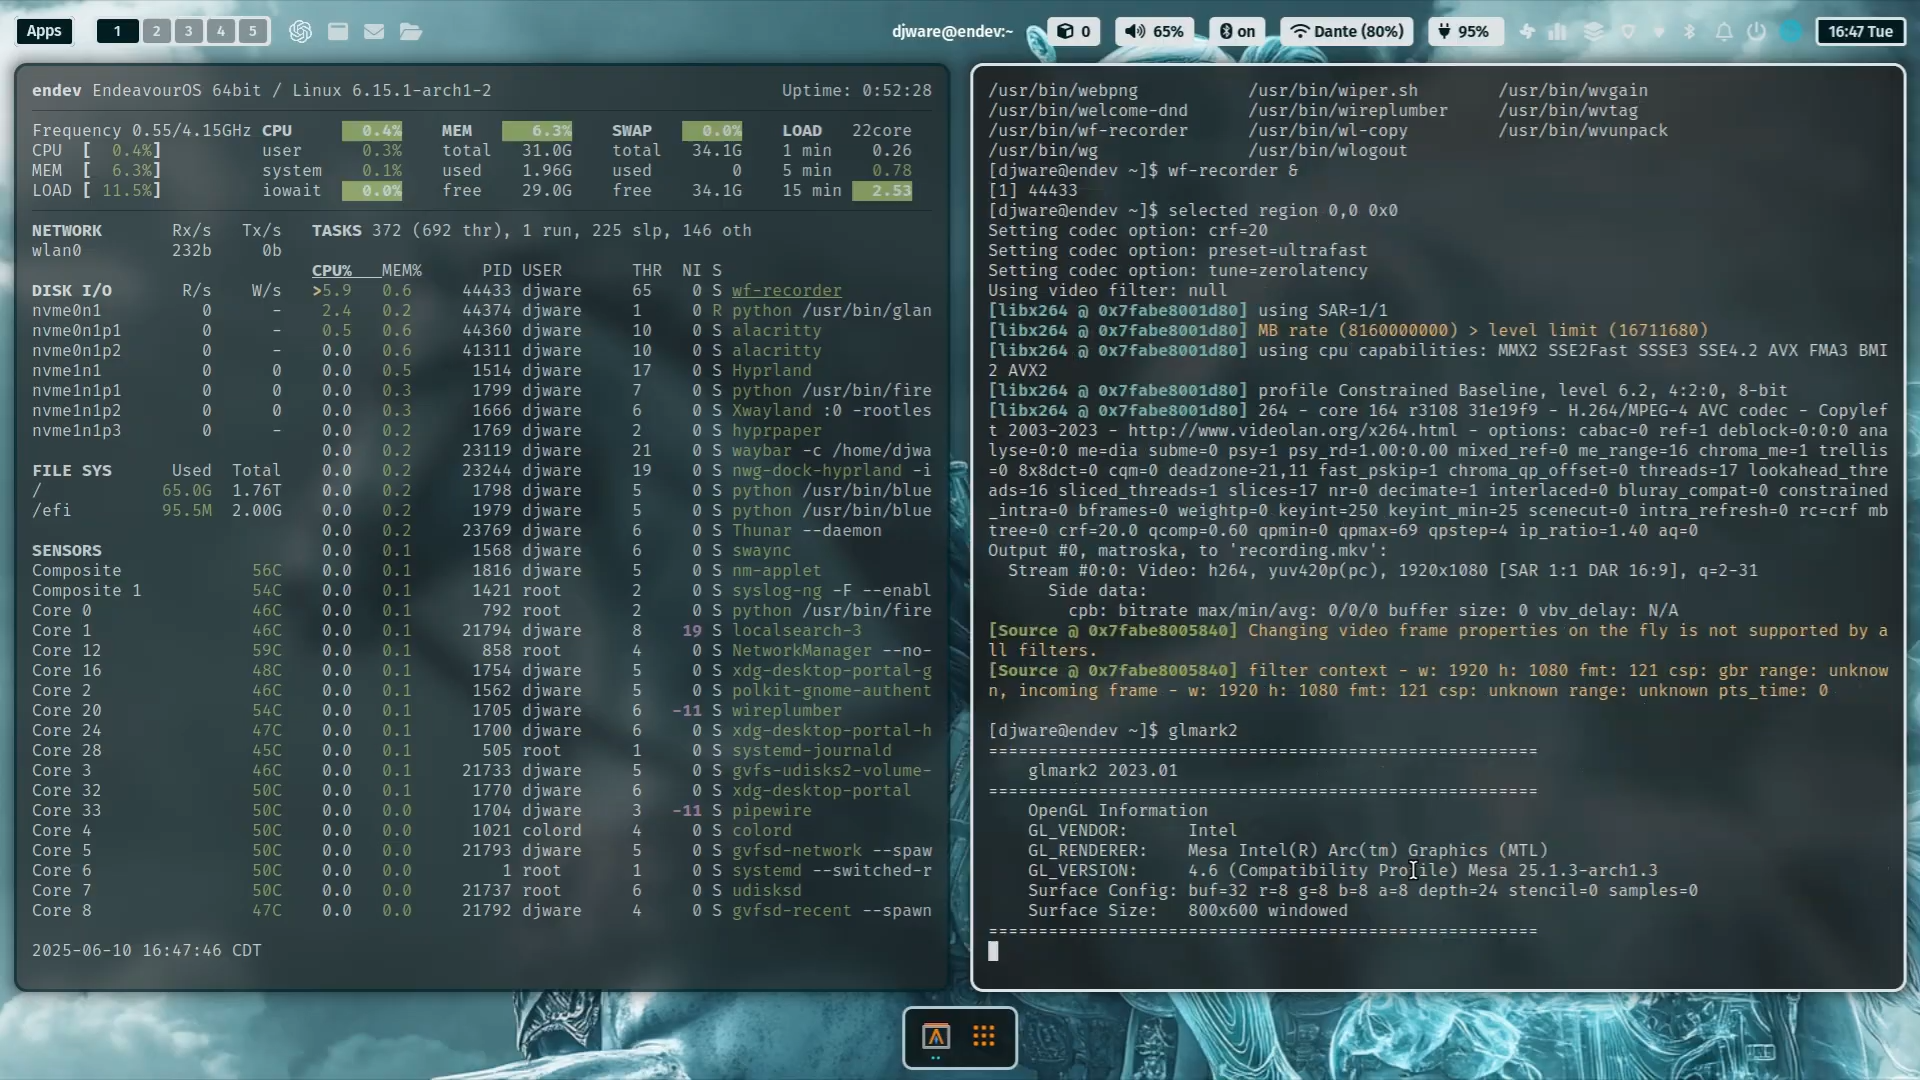 Apps 1 2 3 4 5 djware@endev:~ 0 65% on Dante (80%) 95% 16:47 Tue
endev EndeavourOS 64bit / Linux 6.15.1-arch1-2 Uptime: 0:52:28
Frequency 0.55/4.15GHz CPU 0.4% MEM 6.3% SWAP 0.0% LOAD 22core
CPU [ 0.4%] user 0.3% total 31.0G total 34.1G 1 min 0.26
MEM [ 6.3%] system 0.1% used 1.96G used 0 5 min 0.78
LOAD [ 11.5%] iowait 0.0% free 29.0G free 34.1G 15 min 2.53
NETWORK Rx/s Tx/s TASKS 372 (692 thr), 1 run, 225 slp, 146 oth
wlan0 232b 0b
CPU% MEM% PID USER THR NI S
DISK I/O R/s W/s >5.9 0.6 44433 djware 65 0 S wf-recorder
nvme0n1 0 - 2.4 0.2 44374 djware 1 0 R python /usr/bin/glan
nvme0n1p1 0 - 0.5 0.6 44360 djware 10 0 S alacritty
nvme0n1p2 0 - 0.0 0.6 41311 djware 10 0 S alacritty
nvme1n1 0 0 0.0 0.5 1514 djware 17 0 S Hyprland
nvme1n1p1 0 0 0.0 0.3 1799 djware 7 0 S python /usr/bin/fire
nvme1n1p2 0 0 0.0 0.3 1666 djware 6 0 S Xwayland :0 -rootles
nvme1n1p3 0 - 0.0 0.2 1769 djware 2 0 S hyprpaper
0.0 0.2 23119 djware 21 0 S waybar -c /home/djwa
FILE SYS Used Total 0.0 0.2 23244 djware 19 0 S nwg-dock-hyprland -i
/ 65.0G 1.76T 0.0 0.2 1798 djware 5 0 S python /usr/bin/blue
/efi 95.5M 2.00G 0.0 0.2 1979 djware 5 0 S python /usr/bin/blue
0.0 0.2 23769 djware 6 0 S Thunar --daemon
SENSORS 0.0 0.1 1568 djware 6 0 S swaync
Composite 56C 0.0 0.1 1816 djware 5 0 S nm-applet
Composite 1 54C 0.0 0.1 1421 root 2 0 S syslog-ng -F --enabl
Core 0 46C 0.0 0.1 792 root 2 0 S python /usr/bin/fire
Core 1 46C 0.0 0.1 21794 djware 8 19 S localsearch-3
Core 12 59C 0.0 0.1 858 root 4 0 S NetworkManager --no-
Core 16 48C 0.0 0.1 1754 djware 5 0 S xdg-desktop-portal-g
Core 2 46C 0.0 0.1 1562 djware 5 0 S polkit-gnome-authent
Core 20 54C 0.0 0.1 1705 djware 6 -11 S wireplumber
Core 24 47C 0.0 0.1 1700 djware 6 0 S xdg-desktop-portal-h
Core 28 45C 0.0 0.1 505 root 1 0 S systemd-journald
Core 3 46C 0.0 0.1 21733 djware 5 0 S gvfs-udisks2-volume-
Core 32 50C 0.0 0.1 1770 djware 6 0 S xdg-desktop-portal
Core 33 50C 0.0 0.0 1704 djware 3 -11 S pipewire
Core 4 50C 0.0 0.0 1021 colord 4 0 S colord
Core 5 50C 0.0 0.0 21793 djware 5 0 S gvfsd-network --spaw
Core 6 50C 0.0 0.0 1 root 1 0 S systemd --switched-r
Core 7 50C 0.0 0.0 21737 root 6 0 S udisksd
Core 8 47C 0.0 0.0 21792 djware 4 0 S gvfsd-recent --spawn
2025-06-10 16:47:46 CDT
/usr/bin/webpng /usr/bin/wiper.sh /usr/bin/wvgain
/usr/bin/welcome-dnd /usr/bin/wireplumber /usr/bin/wvtag
/usr/bin/wf-recorder /usr/bin/wl-copy /usr/bin/wvunpack
/usr/bin/wg /usr/bin/wlogout
[djware@endev ~]$ wf-recorder &
[1] 44433
[djware@endev ~]$ selected region 0,0 0x0
Setting codec option: crf=20
Setting codec option: preset=ultrafast
Setting codec option: tune=zerolatency
Using video filter: null
[libx264 @ 0x7fabe8001d80] using SAR=1/1
[libx264 @ 0x7fabe8001d80] MB rate (8160000000) > level limit (16711680)
[libx264 @ 0x7fabe8001d80] using cpu capabilities: MMX2 SSE2Fast SSSE3 SSE4.2 AVX FMA3 BMI
2 AVX2
[libx264 @ 0x7fabe8001d80] profile Constrained Baseline, level 6.2, 4:2:0, 8-bit
[libx264 @ 0x7fabe8001d80] 264 - core 164 r3108 31e19f9 - H.264/MPEG-4 AVC codec - Copylef
t 2003-2023 - http://www.videolan.org/x264.html - options: cabac=0 ref=1 deblock=0:0:0 ana
lyse=0:0 me=dia subme=0 psy=1 psy_rd=1.00:0.00 mixed_ref=0 me_range=16 chroma_me=1 trellis
=0 8x8dct=0 cqm=0 deadzone=21,11 fast_pskip=1 chroma_qp_offset=0 threads=17 lookahead_thre
ads=16 sliced_threads=1 slices=17 nr=0 decimate=1 interlaced=0 bluray_compat=0 constrained
_intra=0 bframes=0 weightp=0 keyint=250 keyint_min=25 scenecut=0 intra_refresh=0 rc=crf mb
tree=0 crf=20.0 qcomp=0.60 qpmin=0 qpmax=69 qpstep=4 ip_ratio=1.40 aq=0
Output #0, matroska, to 'recording.mkv':
Stream #0:0: Video: h264, yuv420p(pc), 1920x1080 [SAR 1:1 DAR 16:9], q=2-31
Side data:
cpb: bitrate max/min/avg: 0/0/0 buffer size: 0 vbv_delay: N/A
[Source @ 0x7fabe8005840] Changing video frame properties on the fly is not supported by a
ll filters.
[Source @ 0x7fabe8005840] filter context - w: 1920 h: 1080 fmt: 121 csp: gbr range: unknow
n, incoming frame - w: 1920 h: 1080 fmt: 121 csp: unknown range: unknown pts_time: 0
[djware@endev ~]$ glmark2
=======================================================
glmark2 2023.01
=======================================================
OpenGL Information
GL_VENDOR: Intel
GL_RENDERER: Mesa Intel(R) Arc(tm) Graphics (MTL)
GL_VERSION: 4.6 (Compatibility Profile) Mesa 25.1.3-arch1.3
Surface Config: buf=32 r=8 g=8 b=8 a=8 depth=24 stencil=0 samples=0
Surface Size: 800x600 windowed
=======================================================